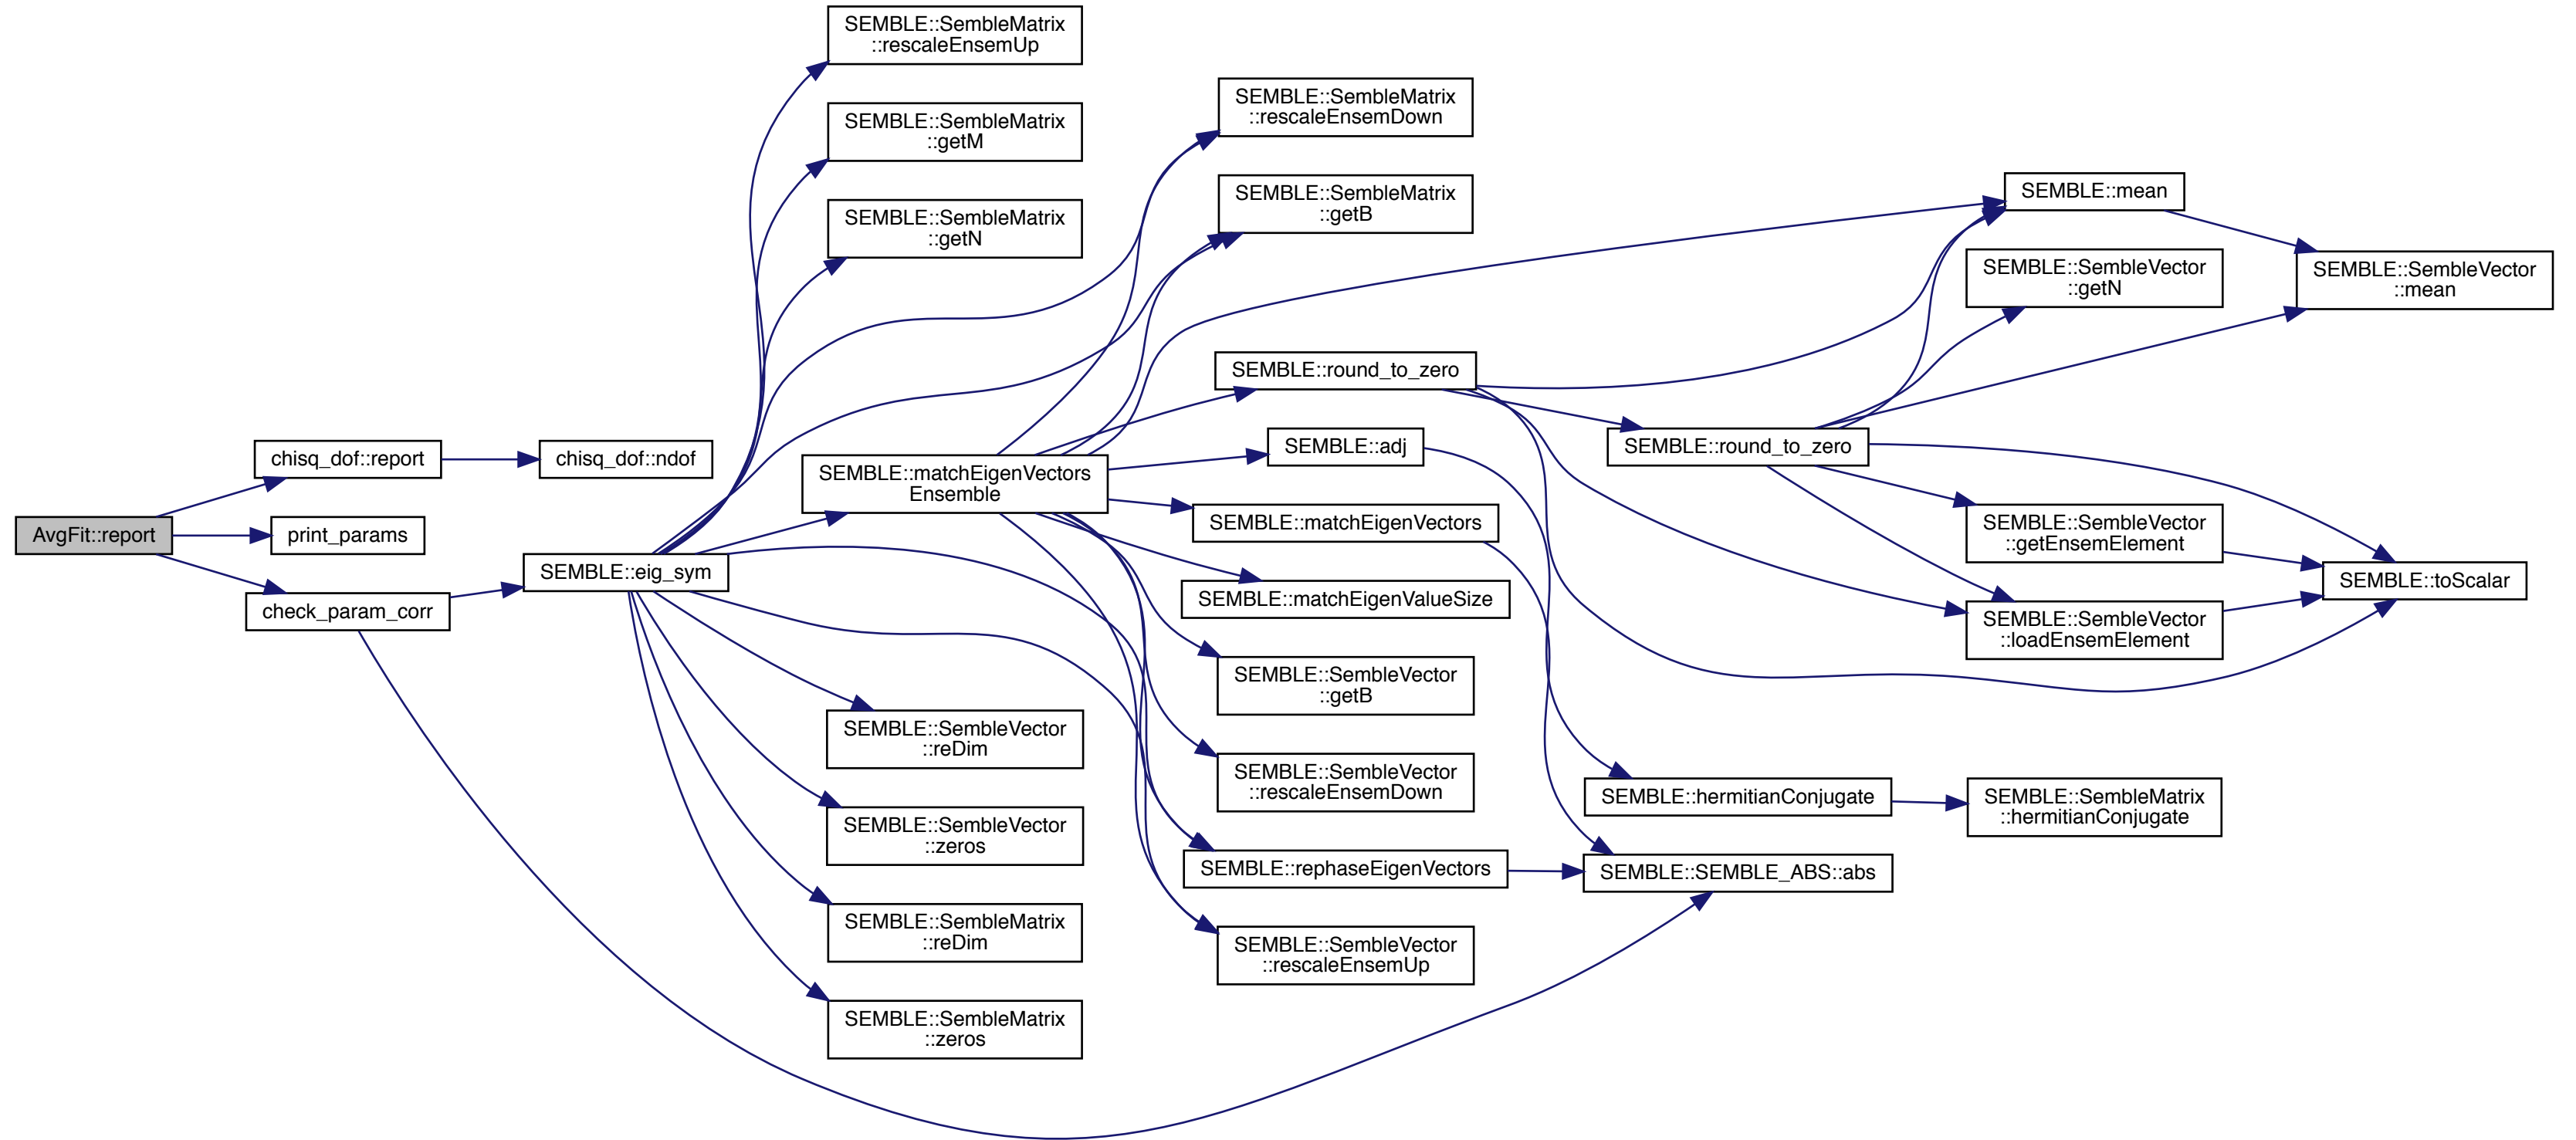 AvgFit::report
chisq_dof::report
chisq_dof::ndof
print_params
check_param_corr
SEMBLE::eig_sym
SEMBLE::SembleMatrix
::rescaleEnsemUp
SEMBLE::SembleMatrix
::getM
SEMBLE::SembleMatrix
::getN
SEMBLE::matchEigenVectors
Ensemble
SEMBLE::SembleVector
::reDim
SEMBLE::SembleVector
::zeros
SEMBLE::SembleMatrix
::reDim
SEMBLE::SembleMatrix
::zeros
SEMBLE::SembleMatrix
::rescaleEnsemDown
SEMBLE::SembleMatrix
::getB
SEMBLE::round_to_zero
SEMBLE::adj
SEMBLE::matchEigenVectors
SEMBLE::matchEigenValueSize
SEMBLE::SembleVector
::getB
SEMBLE::SembleVector
::rescaleEnsemDown
SEMBLE::rephaseEigenVectors
SEMBLE::SembleVector
::rescaleEnsemUp
SEMBLE::round_to_zero
SEMBLE::hermitianConjugate
SEMBLE::SEMBLE_ABS::abs
SEMBLE::mean
SEMBLE::SembleVector
::getN
SEMBLE::SembleVector
::getEnsemElement
SEMBLE::SembleVector
::loadEnsemElement
SEMBLE::SembleMatrix
::hermitianConjugate
SEMBLE::SembleVector
::mean
SEMBLE::toScalar